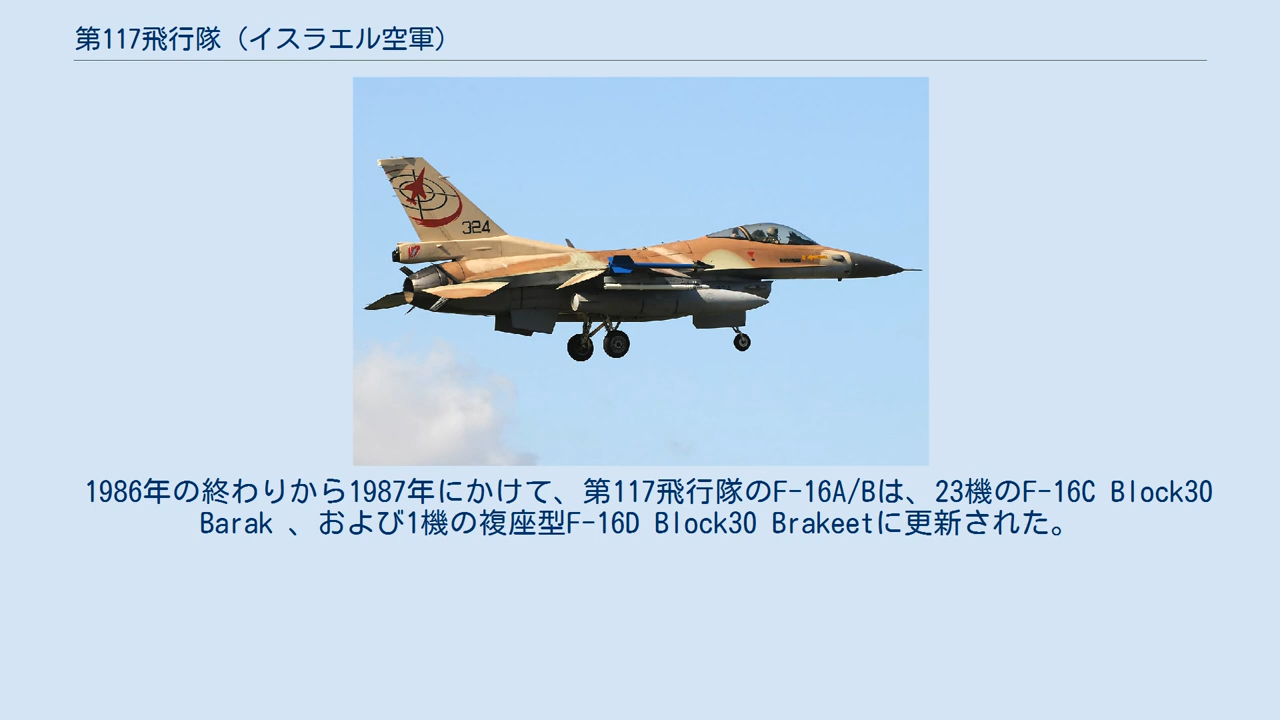 第117飛行隊（イスラエル空軍）
324
1986年の終わりから1987年にかけて、第117飛行隊のF-16A/Bは、23機のF-16C Block30
Barak 、および1機の複座型F-16D Block30 Brakeetに更新された。